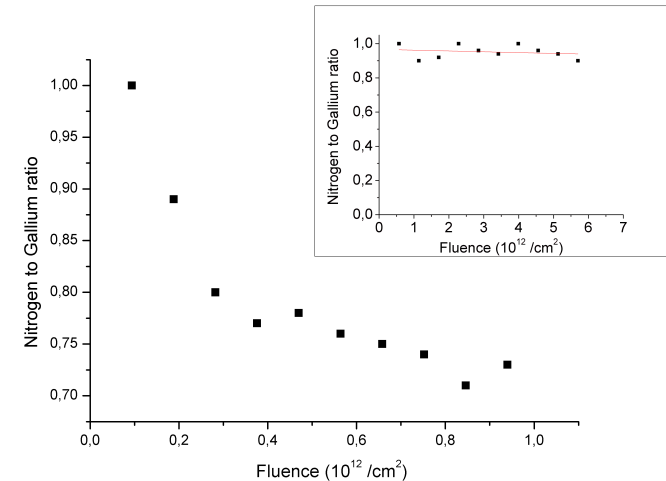 Nitrogen to Gallium ratio
1,00
0,95
0,90
0,85
0,80
0,75
0,70
0,0 0,2 0,4 0,6 0,8 1,0
Fluence (10¹² /cm²)
Nitrogen to Gallium ratio
1,0
0,8
0,6
0,4
0,2
0,0
0 1 2 3 4 5 6 7
Fluence (10¹² /cm²)